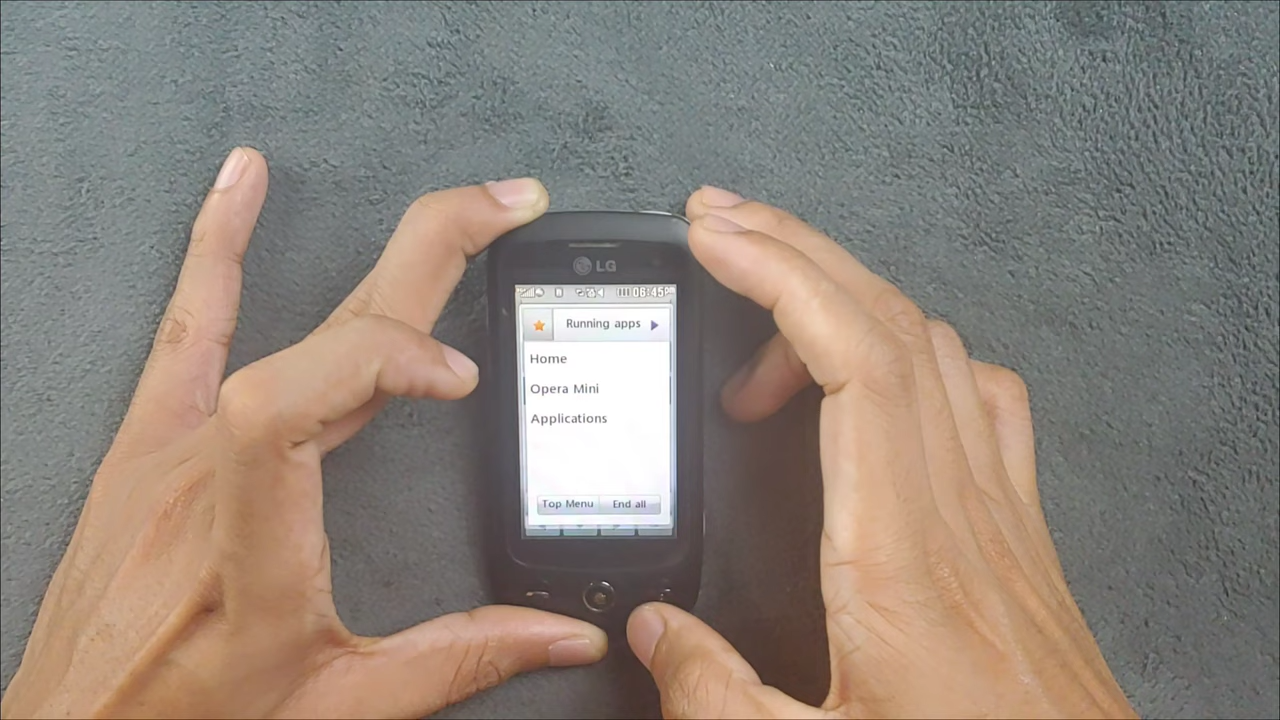 LG
06:45
Running apps
Home
Opera Mini
Applications
Top Menu End all